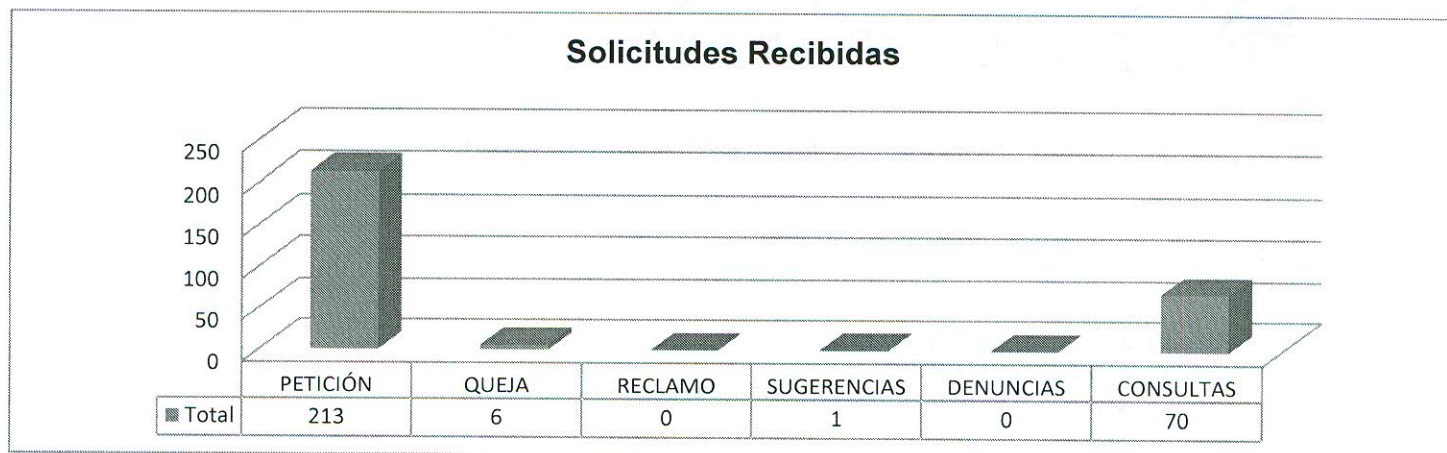 Solicitudes Recibidas
250
200
150
100
50
0
PETICIÓN QUEJA RECLAMO SUGERENCIAS DENUNCIAS CONSULTAS
Total 213 6 0 1 0 70